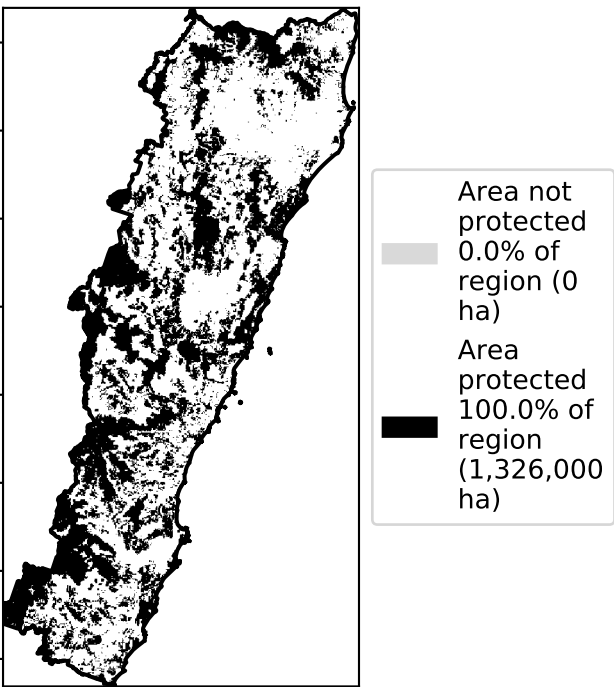 Area not
protected
0.0% of
region (0
ha)
Area
protected
100.0% of
region
(1,326,000
ha)